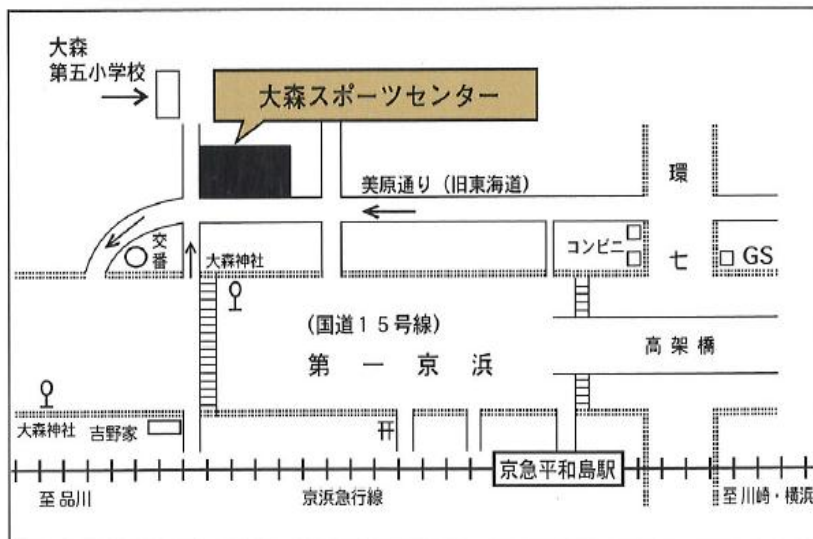 大森
第五小学校
大森スポーツセンター
美原通り（旧東海道）
環七
交番
大森神社
コンビニ
GS
（国道１５号線）
第一京浜
高架橋
大森神社
吉野家
京急平和島駅
至品川
京浜急行線
至川崎・横浜